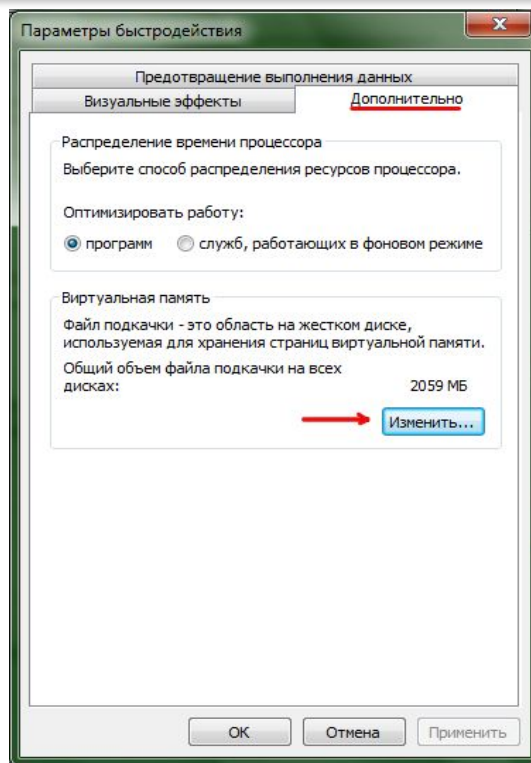 Параметры быстродействия
Предотвращение выполнения данных
Визуальные эффекты
Дополнительно
Распределение времени процессора
Выберите способ распределения ресурсов процессора.
Оптимизировать работу:
программ
служб, работающих в фоновом режиме
Виртуальная память
Файл подкачки - это область на жестком диске,
используемая для хранения страниц виртуальной памяти.
Общий объем файла подкачки на всех
дисках:
2059 МБ
Изменить...
ОК
Отмена
Применить